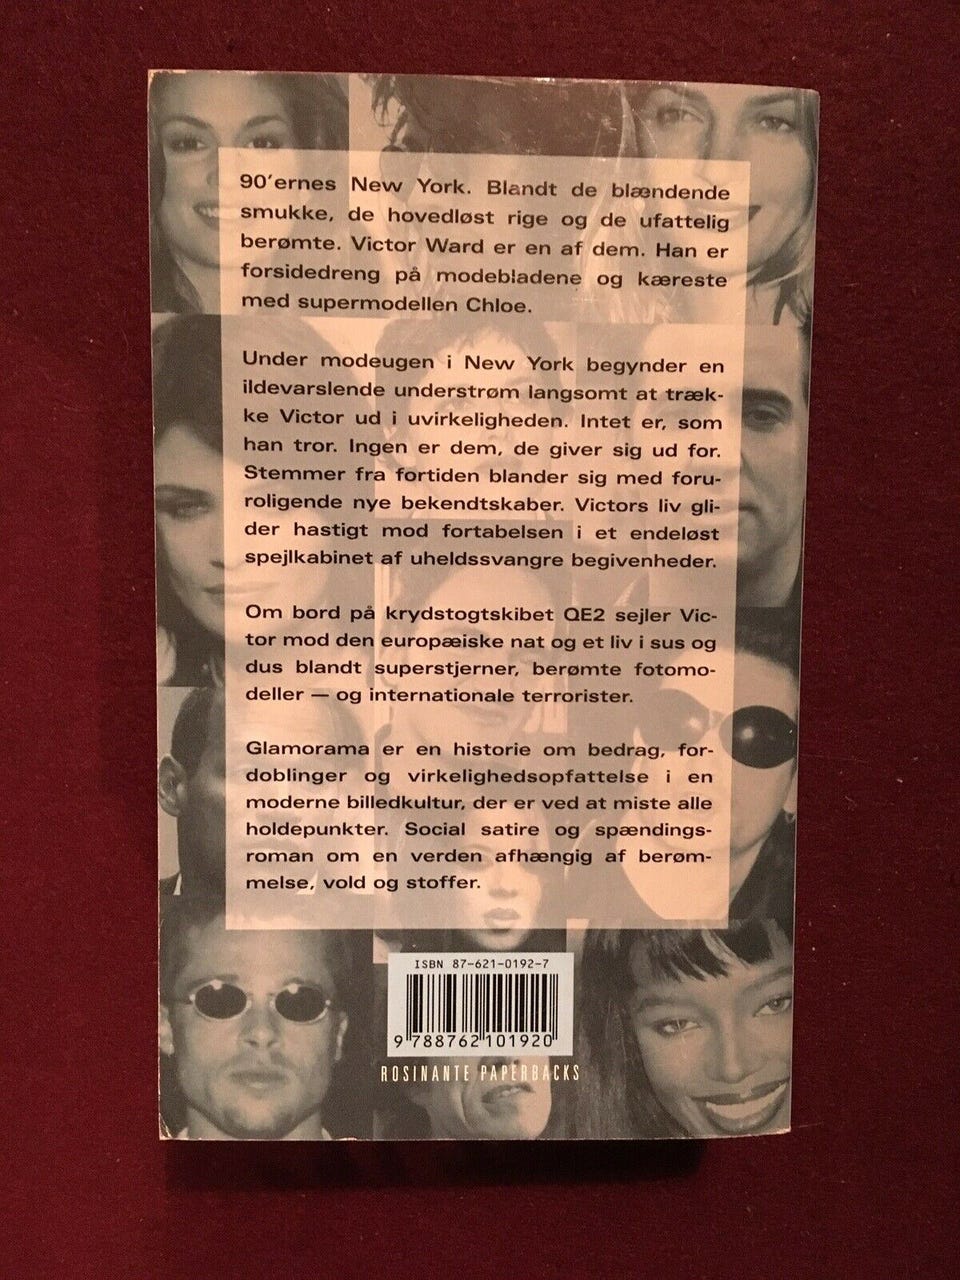 90'ernes New York. Blandt de blændende
smukke, de hovedløst rige og de ufattelig
berømte. Victor Ward er en af dem. Han er
forsidedreng på modebladene og kæreste
med supermodellen Chloe.
Under modeugen i New York begynder en
ildevarslende understrøm langsomt at træk-
ke Victor ud i uvirkeligheden. Intet er, som
han tror. Ingen er dem, de giver sig ud for.
Stemmer fra fortiden blander sig med foru-
roligende nye bekendtskaber. Victors liv gli-
der hastigt mod fortabelsen i et endeløst
spejlkabinet af uheldssvangre begivenheder.
Om bord på krydstogtskibet QE2 sejler Vic-
tor mod den europæiske nat og et liv i sus og
dus blandt superstjerner, berømte fotomo-
deller — og internationale terrorister.
Glamorama er en historie om bedrag, for-
doblinger og virkelighedsopfattelse i en
moderne billedkultur, der er ved at miste alle
holdepunkter. Social satire og spændings-
roman om en verden afhængig af berøm-
melse, vold og stoffer.
ISBN 87-621-0192-7
9 788762 101920
ROSINANTE PAPERBACKS